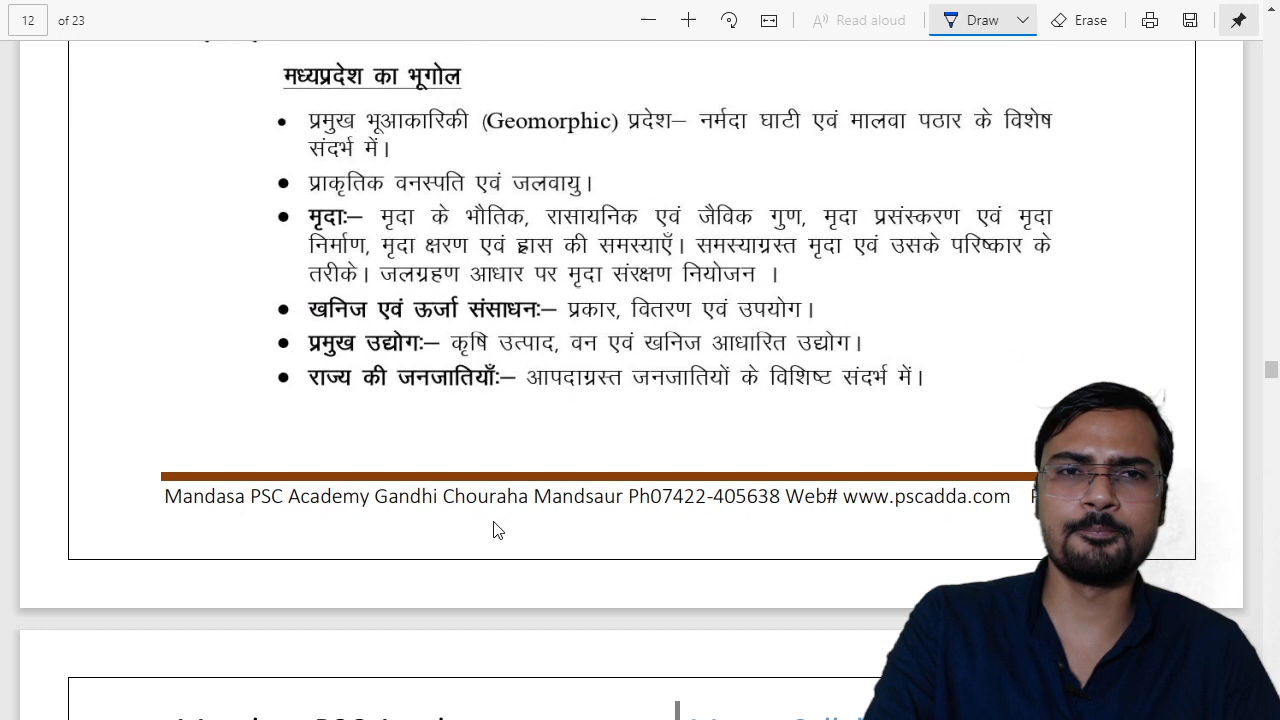 12 of 23 Read aloud Draw Erase
मध्यप्रदेश का भूगोल
• प्रमुख भूआकारिकी (Geomorphic) प्रदेश— नर्मदा घाटी एवं मालवा पठार के विशेष
संदर्भ में।
• प्राकृतिक वनस्पति एवं जलवायु।
• मृदाः— मृदा के भौतिक, रासायनिक एवं जैविक गुण, मृदा प्रसंस्करण एवं मृदा
निर्माण, मृदा क्षरण एवं ह्रास की समस्याएँ। समस्याग्रस्त मृदा एवं उसके परिष्कार के
तरीके। जलग्रहण आधार पर मृदा संरक्षण नियोजन ।
• खनिज एवं ऊर्जा संसाधनः— प्रकार, वितरण एवं उपयोग।
• प्रमुख उद्योगः— कृषि उत्पाद, वन एवं खनिज आधारित उद्योग।
• राज्य की जनजातियाँः— आपदाग्रस्त जनजातियों के विशिष्ट संदर्भ में।
Mandasa PSC Academy Gandhi Chouraha Mandsaur Ph07422-405638 Web# www.pscadda.com